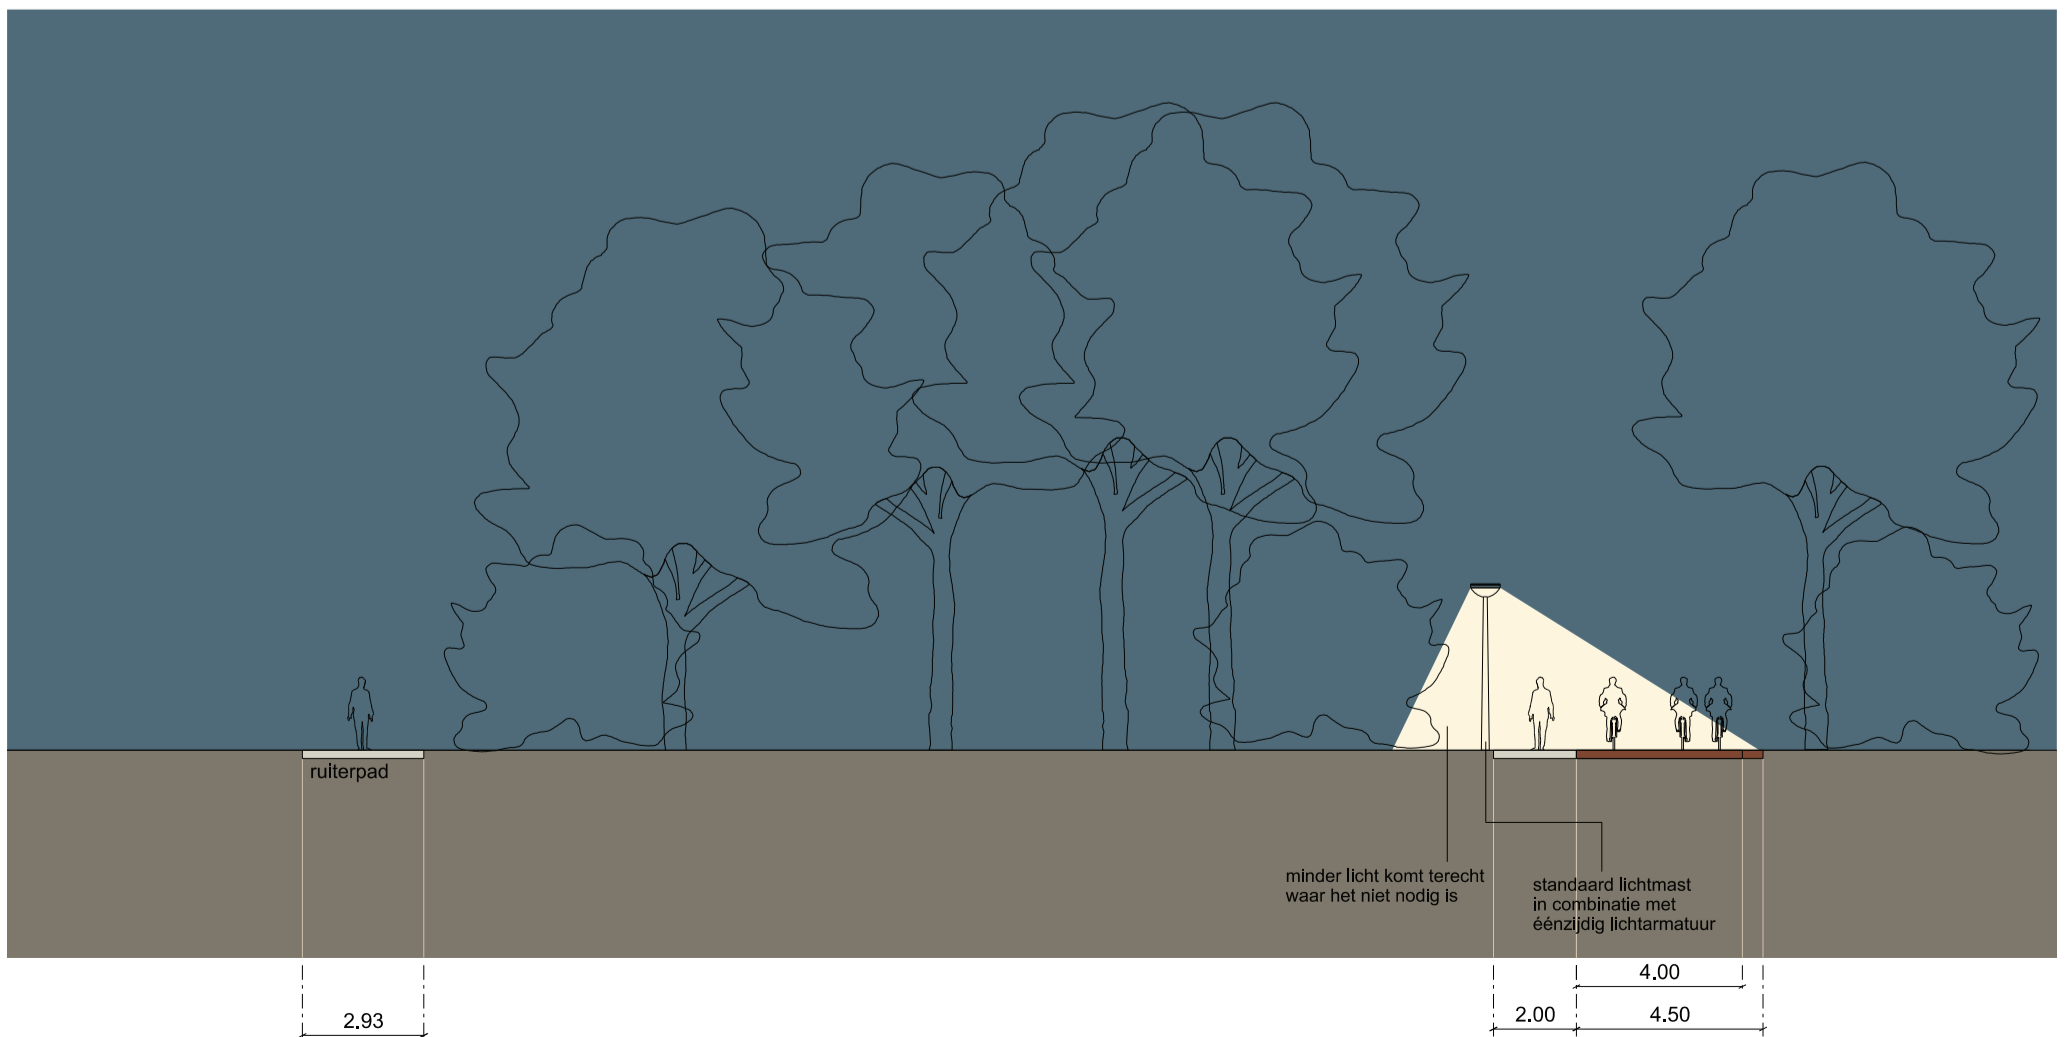 ruiterpad
minder licht komt terecht
waar het niet nodig is
standaard lichtmast
in combinatie met
éénzijdig lichtarmatuur
4.00
2.93
2.00
4.50